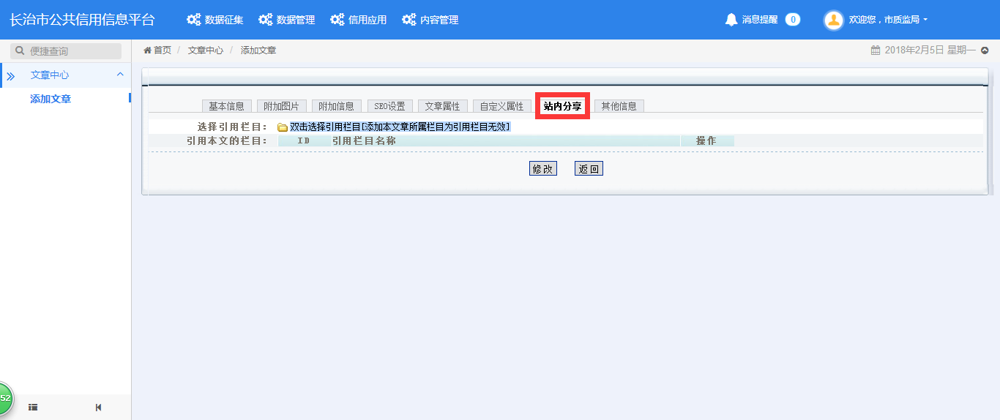 长治市公共信用信息平台 数据征集 数据管理 信用应用 内容管理 消息提醒 0 欢迎您，市质监局
便捷查询 首页 / 文章中心 / 添加文章 2018年2月5日 星期一
文章中心
添加文章
基本信息 附加图片 附加信息 SEO设置 文章属性 自定义属性 站内分享 其他信息
选择引用栏目： 双击选择引用栏目[添加本文章所属栏目为引用栏目无效]
引用本文的栏目： ID 引用栏目名称 操作
修改 返回
52